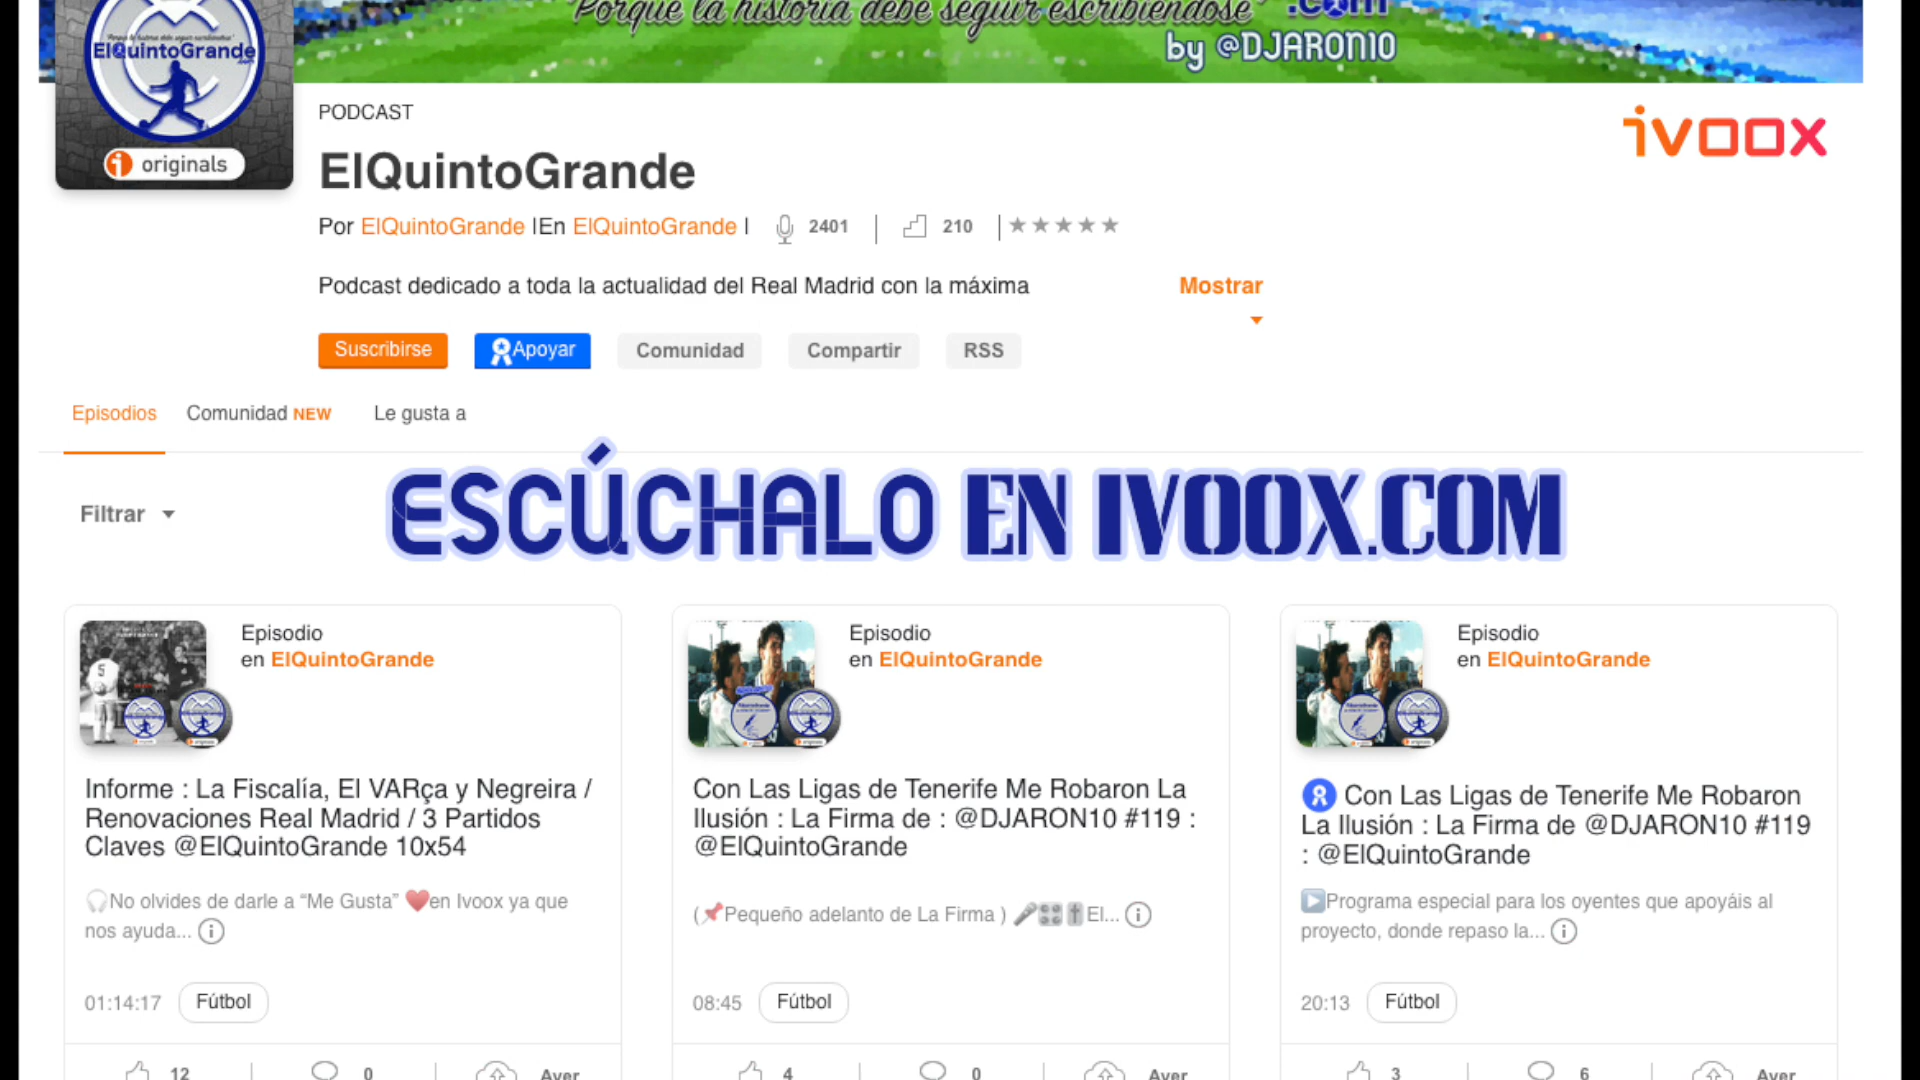 "Porque la historia debe seguir escribiéndose" .com
by @DJARON10
ElQuintoGrande
originals
PODCAST
ivoox
ElQuintoGrande
Por ElQuintoGrande |En ElQuintoGrande | 2401 | 210 | ★★★★★
Podcast dedicado a toda la actualidad del Real Madrid con la máxima
Mostrar
Suscribirse Apoyar Comunidad Compartir RSS
Episodios Comunidad NEW Le gusta a
ESCÚCHALO EN IVOOX.COM
Filtrar
Episodio
en ElQuintoGrande
Informe : La Fiscalía, El VARça y Negreira /
Renovaciones Real Madrid / 3 Partidos
Claves @ElQuintoGrande 10x54
🎧No olvides de darle a “Me Gusta” ❤️en Ivoox ya que
nos ayuda...
01:14:17 Fútbol
12 | 0 | Ayer
Episodio
en ElQuintoGrande
Con Las Ligas de Tenerife Me Robaron La
Ilusión : La Firma de : @DJARON10 #119 :
@ElQuintoGrande
(📌Pequeño adelanto de La Firma ) 🎤🎛️🎚️El...
08:45 Fútbol
4 | 0 | Ayer
Episodio
en ElQuintoGrande
Con Las Ligas de Tenerife Me Robaron
La Ilusión : La Firma de @DJARON10 #119
: @ElQuintoGrande
▶️Programa especial para los oyentes que apoyáis al
proyecto, donde repaso la...
20:13 Fútbol
3 | 6 | Ayer